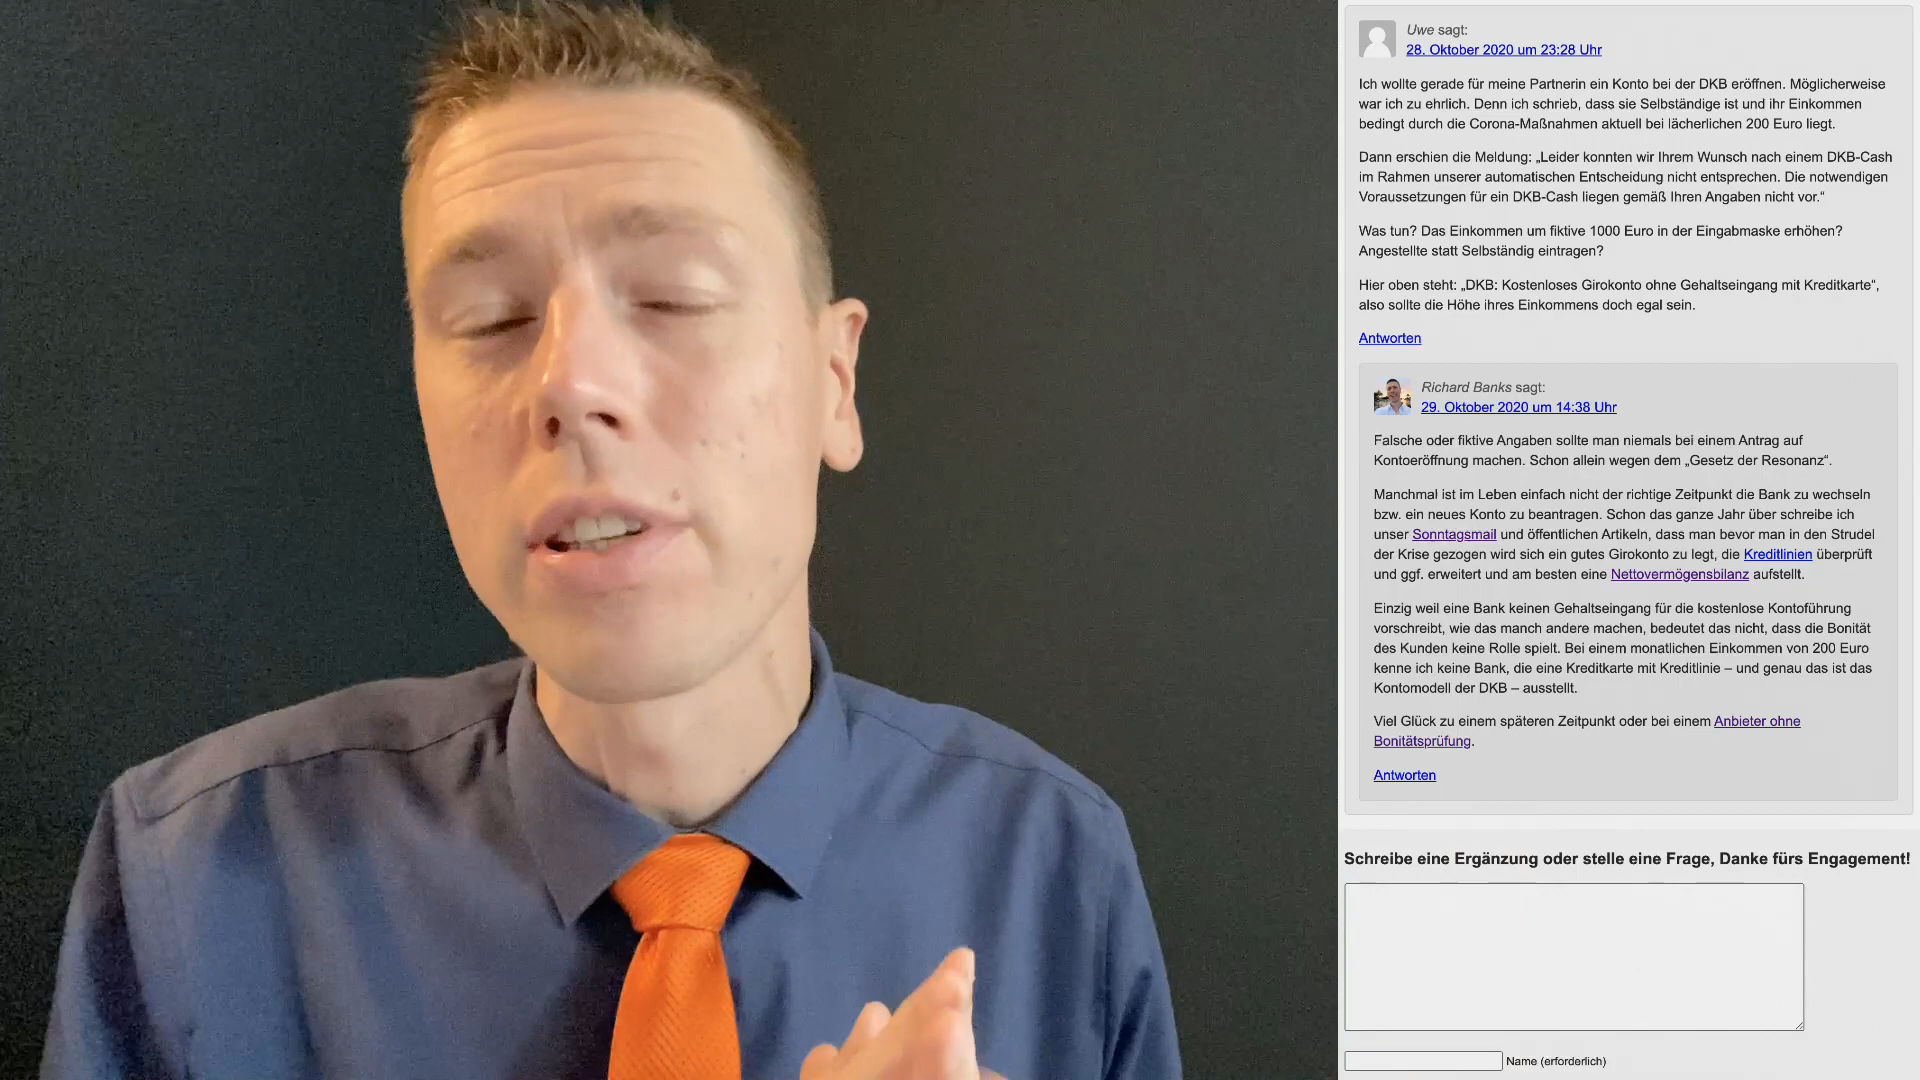 Uwe sagt:
28. Oktober 2020 um 23:28 Uhr
Ich wollte gerade für meine Partnerin ein Konto bei der DKB eröffnen. Möglicherweise
war ich zu ehrlich. Denn ich schrieb, dass sie Selbständige ist und ihr Einkommen
bedingt durch die Corona-Maßnahmen aktuell bei lächerlichen 200 Euro liegt.
Dann erschien die Meldung: „Leider konnten wir Ihrem Wunsch nach einem DKB-Cash
im Rahmen unserer automatischen Entscheidung nicht entsprechen. Die notwendigen
Voraussetzungen für ein DKB-Cash liegen gemäß Ihren Angaben nicht vor.“
Was tun? Das Einkommen um fiktive 1000 Euro in der Eingabmaske erhöhen?
Angestellte statt Selbständig eintragen?
Hier oben steht: „DKB: Kostenloses Girokonto ohne Gehaltseingang mit Kreditkarte“,
also sollte die Höhe ihres Einkommens doch egal sein.
Antworten
Richard Banks sagt:
29. Oktober 2020 um 14:38 Uhr
Falsche oder fiktive Angaben sollte man niemals bei einem Antrag auf
Kontoeröffnung machen. Schon allein wegen dem „Gesetz der Resonanz“.
Manchmal ist im Leben einfach nicht der richtige Zeitpunkt die Bank zu wechseln
bzw. ein neues Konto zu beantragen. Schon das ganze Jahr über schreibe ich
unser Sonntagsmail und öffentlichen Artikeln, dass man bevor man in den Strudel
der Krise gezogen wird sich ein gutes Girokonto zu legt, die Kreditlinien überprüft
und ggf. erweitert und am besten eine Nettovermögensbilanz aufstellt.
Einzig weil eine Bank keinen Gehaltseingang für die kostenlose Kontoführung
vorschreibt, wie das manch andere machen, bedeutet das nicht, dass die Bonität
des Kunden keine Rolle spielt. Bei einem monatlichen Einkommen von 200 Euro
kenne ich keine Bank, die eine Kreditkarte mit Kreditlinie – und genau das ist das
Kontomodell der DKB – ausstellt.
Viel Glück zu einem späteren Zeitpunkt oder bei einem Anbieter ohne
Bonitätsprüfung.
Antworten
Schreibe eine Ergänzung oder stelle eine Frage, Danke fürs Engagement!
Name (erforderlich)